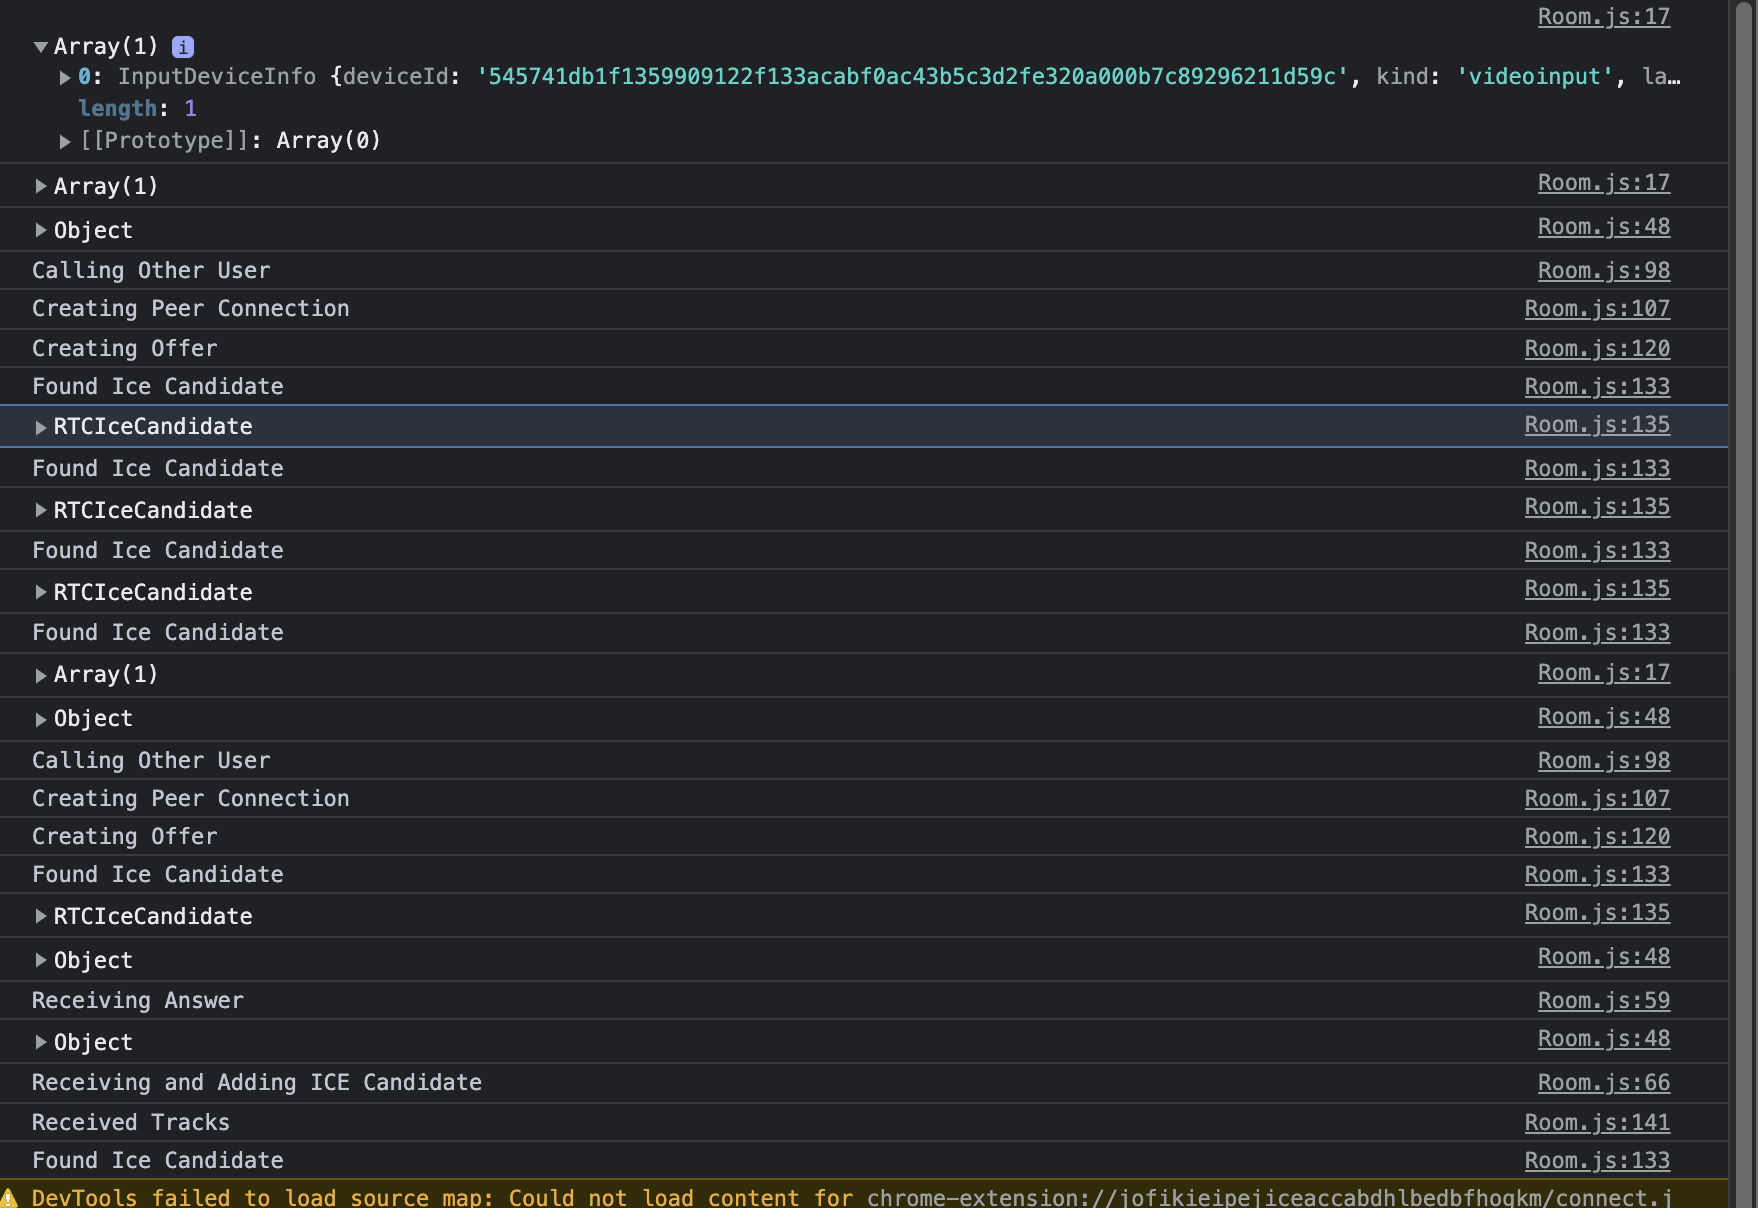 Room.js:17
Array(1) i
0: InputDeviceInfo {deviceId: '545741db1f1359909122f133acabf0ac43b5c3d2fe320a000b7c89296211d59c', kind: 'videoinput', la…
length: 1
[[Prototype]]: Array(0)
Array(1) Room.js:17
Object Room.js:48
Calling Other User Room.js:98
Creating Peer Connection Room.js:107
Creating Offer Room.js:120
Found Ice Candidate Room.js:133
RTCIceCandidate Room.js:135
Found Ice Candidate Room.js:133
RTCIceCandidate Room.js:135
Found Ice Candidate Room.js:133
RTCIceCandidate Room.js:135
Found Ice Candidate Room.js:133
Array(1) Room.js:17
Object Room.js:48
Calling Other User Room.js:98
Creating Peer Connection Room.js:107
Creating Offer Room.js:120
Found Ice Candidate Room.js:133
RTCIceCandidate Room.js:135
Object Room.js:48
Receiving Answer Room.js:59
Object Room.js:48
Receiving and Adding ICE Candidate Room.js:66
Received Tracks Room.js:141
Found Ice Candidate Room.js:133
DevTools failed to load source map: Could not load content for chrome-extension://jofikieipejiceaccabdhlbedbfhogkm/connect.j